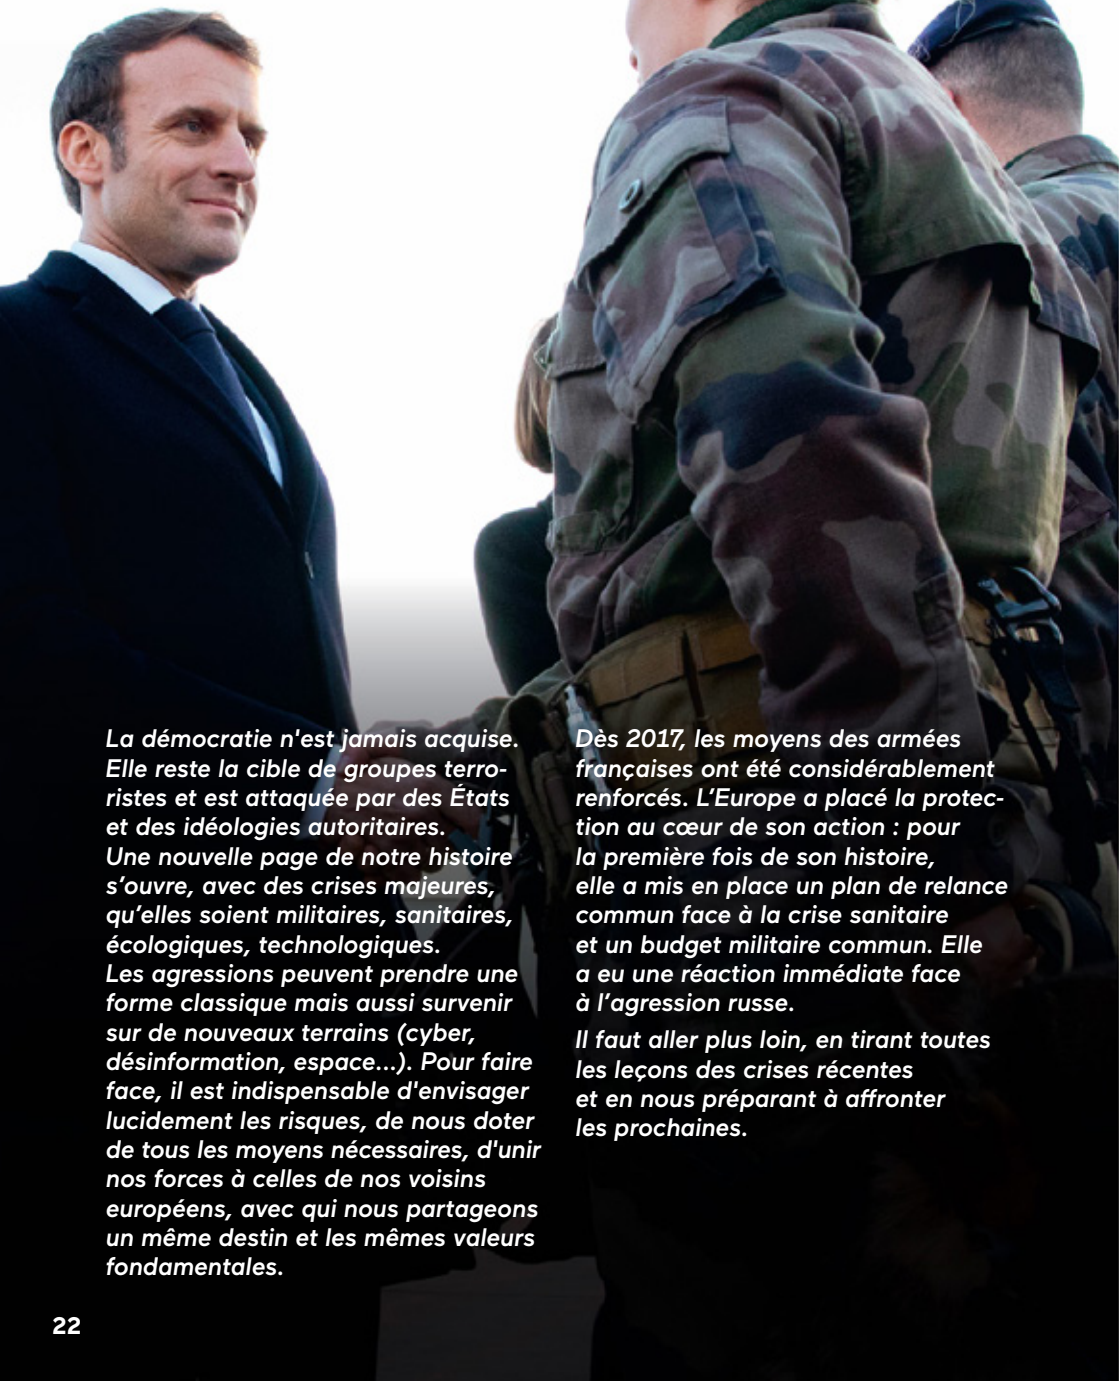 La démocratie n'est jamais acquise.
Elle reste la cible de groupes terro-
ristes et est attaquée par des États
et des idéologies autoritaires.
Une nouvelle page de notre histoire
s’ouvre, avec des crises majeures,
qu’elles soient militaires, sanitaires,
écologiques, technologiques.
Les agressions peuvent prendre une
forme classique mais aussi survenir
sur de nouveaux terrains (cyber,
désinformation, espace...). Pour faire
face, il est indispensable d'envisager
lucidement les risques, de nous doter
de tous les moyens nécessaires, d'unir
nos forces à celles de nos voisins
européens, avec qui nous partageons
un même destin et les mêmes valeurs
fondamentales.
Dès 2017, les moyens des armées
françaises ont été considérablement
renforcés. L’Europe a placé la protec-
tion au cœur de son action : pour
la première fois de son histoire,
elle a mis en place un plan de relance
commun face à la crise sanitaire
et un budget militaire commun. Elle
a eu une réaction immédiate face
à l’agression russe.
Il faut aller plus loin, en tirant toutes
les leçons des crises récentes
et en nous préparant à affronter
les prochaines.
22